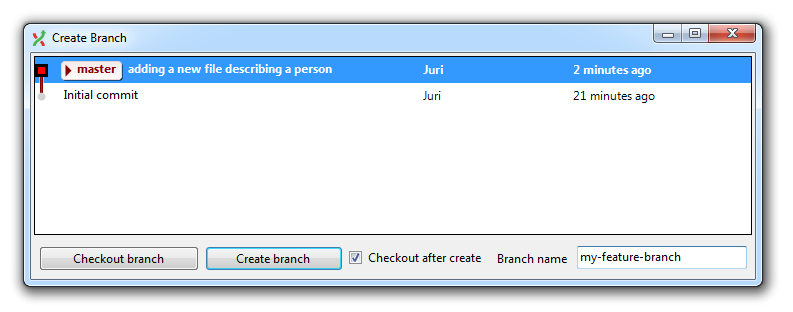 Create Branch
master adding a new file describing a person Juri 2 minutes ago
Initial commit Juri 21 minutes ago
Checkout branch Create branch Checkout after create Branch name my-feature-branch